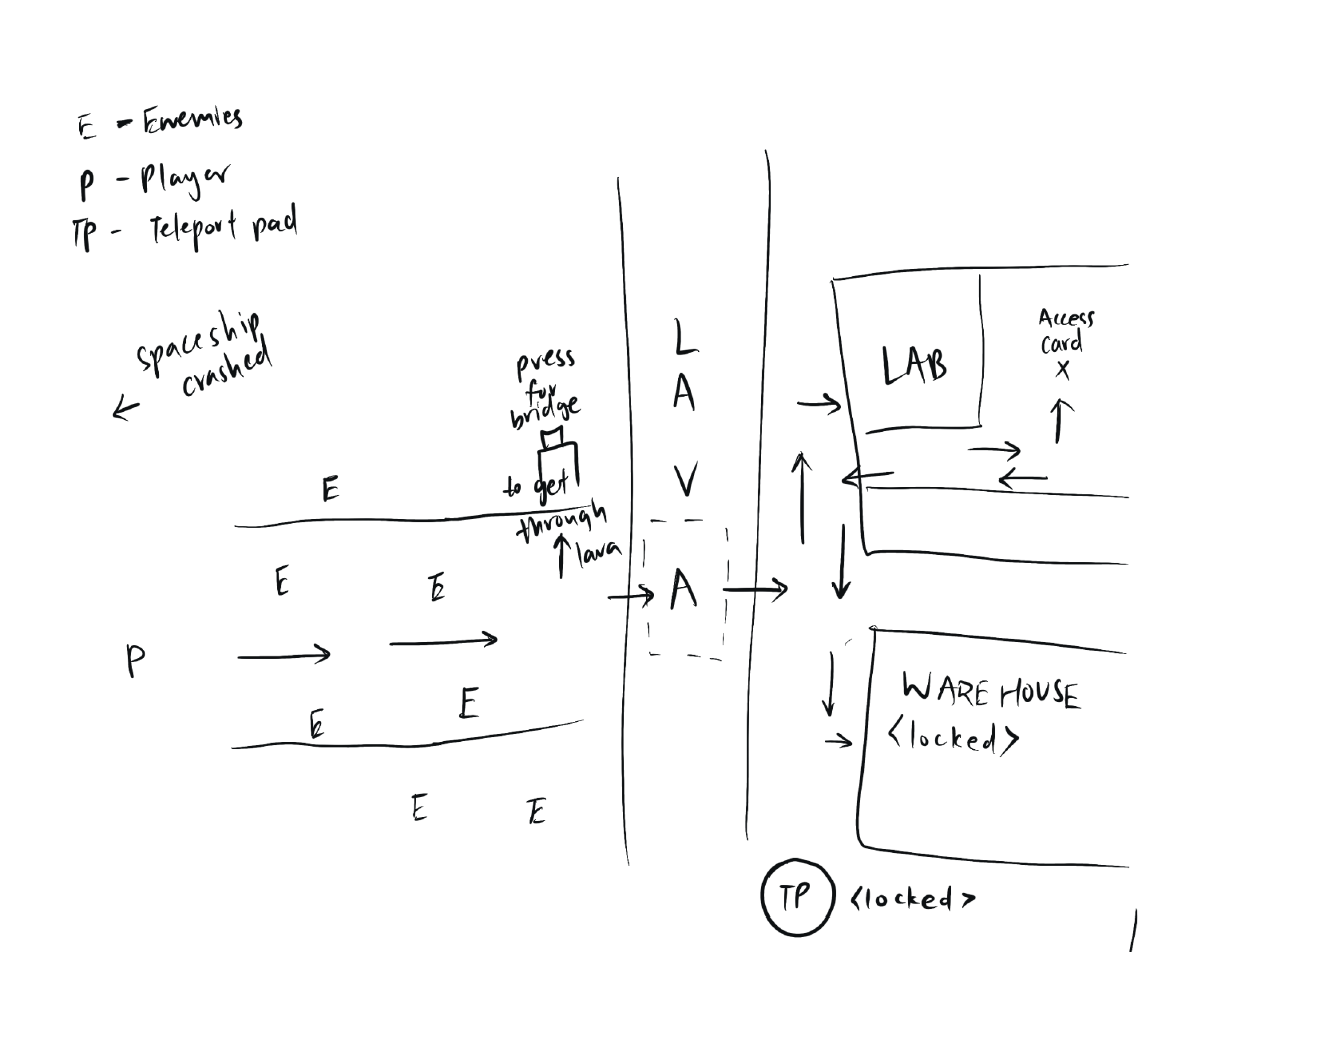 E - Enemies
P - Player
TP - Teleport pad
spaceship
crashed
press
for
bridge
to get
through
lava
L
A
V
A
E
E
E
P
E
E
E
E
LAB
Access
card
X
WAREHOUSE
<locked>
TP <locked>